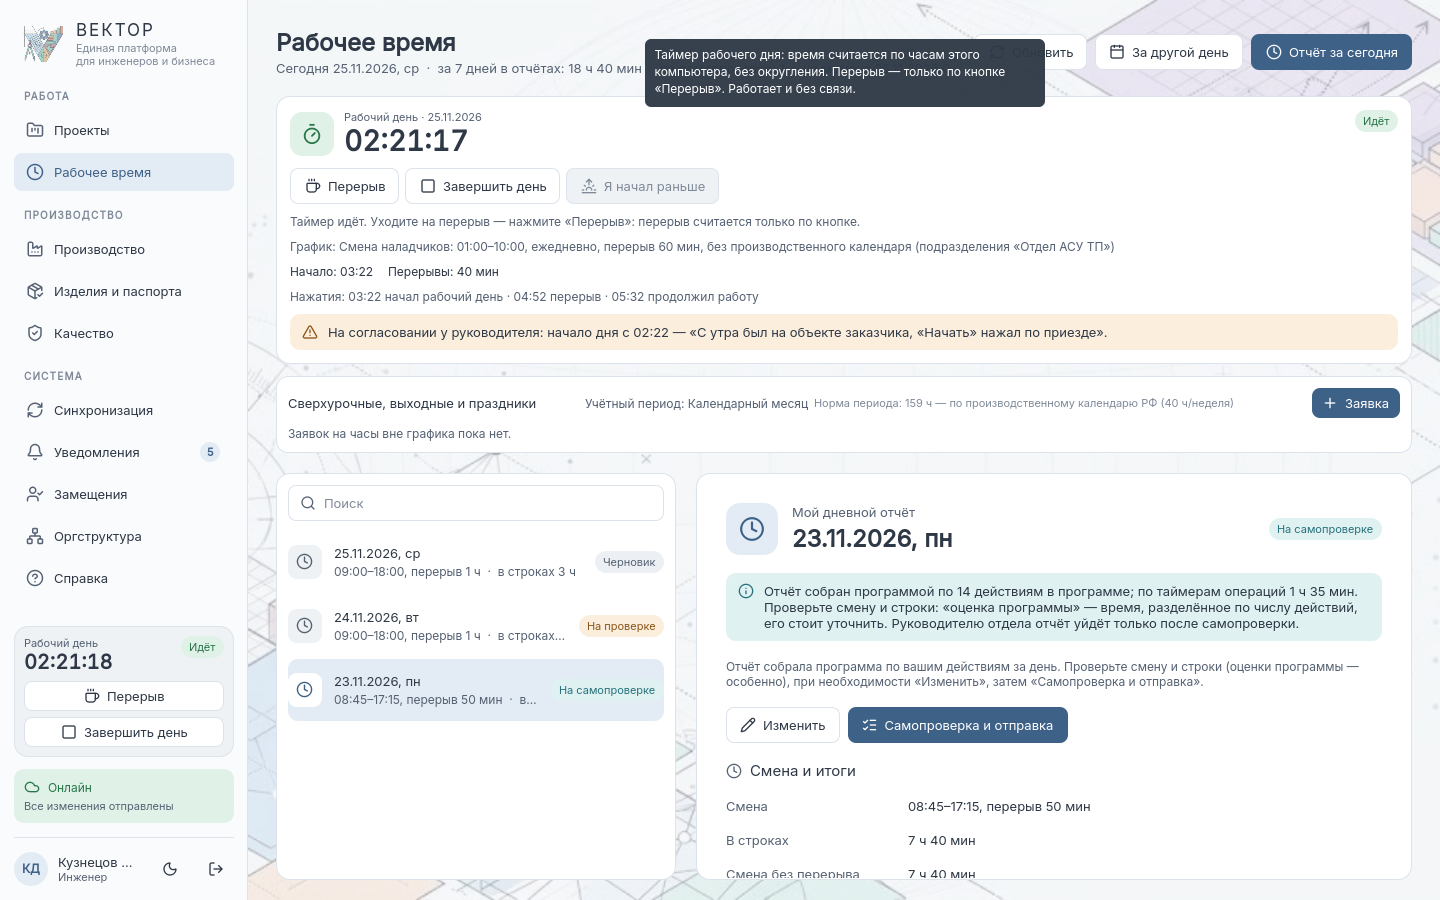 ВЕКТОР
Единая платформа
для инженеров и бизнеса
РАБОТА
Проекты
Рабочее время
ПРОИЗВОДСТВО
Производство
Изделия и паспорта
Качество
СИСТЕМА
Синхронизация
Уведомления 5
Замещения
Оргструктура
Справка
Рабочий день
02:21:18
Идёт
Перерыв
Завершить день
Онлайн
Все изменения отправлены
КД
Кузнецов ...
Инженер
Рабочее время
Сегодня 25.11.2026, ср · за 7 дней в отчётах: 18 ч 40 мин
Таймер рабочего дня: время считается по часам этого
компьютера, без округления. Перерыв — только по кнопке
«Перерыв». Работает и без связи.
За другой день
Отчёт за сегодня
Рабочий день · 25.11.2026
02:21:17
Идёт
Перерыв
Завершить день
Я начал раньше
Таймер идёт. Уходите на перерыв — нажмите «Перерыв»: перерыв считается только по кнопке.
График: Смена наладчиков: 01:00–10:00, ежедневно, перерыв 60 мин, без производственного календаря (подразделения «Отдел АСУ ТП»)
Начало: 03:22 Перерывы: 40 мин
Нажатия: 03:22 начал рабочий день · 04:52 перерыв · 05:32 продолжил работу
На согласовании у руководителя: начало дня с 02:22 — «С утра был на объекте заказчика, «Начать» нажал по приезде».
Сверхурочные, выходные и праздники
Учётный период: Календарный месяц Норма периода: 159 ч — по производственному календарю РФ (40 ч/неделя)
Заявка
Заявок на часы вне графика пока нет.
Поиск
25.11.2026, ср
09:00–18:00, перерыв 1 ч · в строках 3 ч
Черновик
24.11.2026, вт
09:00–18:00, перерыв 1 ч · в строках...
На проверке
23.11.2026, пн
08:45–17:15, перерыв 50 мин · в...
На самопроверке
Мой дневной отчёт
23.11.2026, пн
На самопроверке
Отчёт собран программой по 14 действиям в программе; по таймерам операций 1 ч 35 мин.
Проверьте смену и строки: «оценка программы» — время, разделённое по числу действий,
его стоит уточнить. Руководителю отдела отчёт уйдёт только после самопроверки.
Отчёт собрала программа по вашим действиям за день. Проверьте смену и строки (оценки программы —
особенно), при необходимости «Изменить», затем «Самопроверка и отправка».
Изменить
Самопроверка и отправка
Смена и итоги
Смена 08:45–17:15, перерыв 50 мин
В строках 7 ч 40 мин
Смена без перерыва 7 ч 40 мин